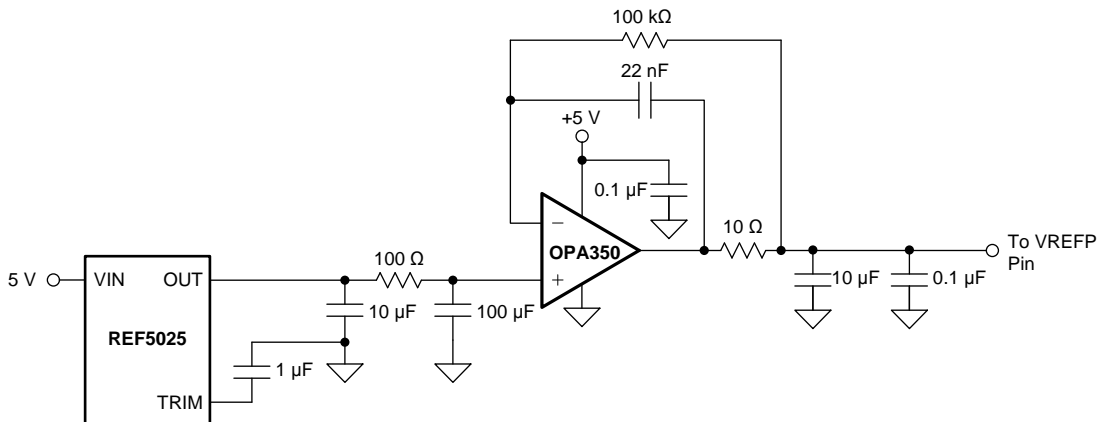 100 kΩ
22 nF
+5 V
0.1 µF
−
OPA350
+
10 Ω
To VREFP
Pin
10 µF
0.1 µF
5 V
VIN
OUT
100 Ω
10 µF
100 µF
REF5025
1 µF
TRIM